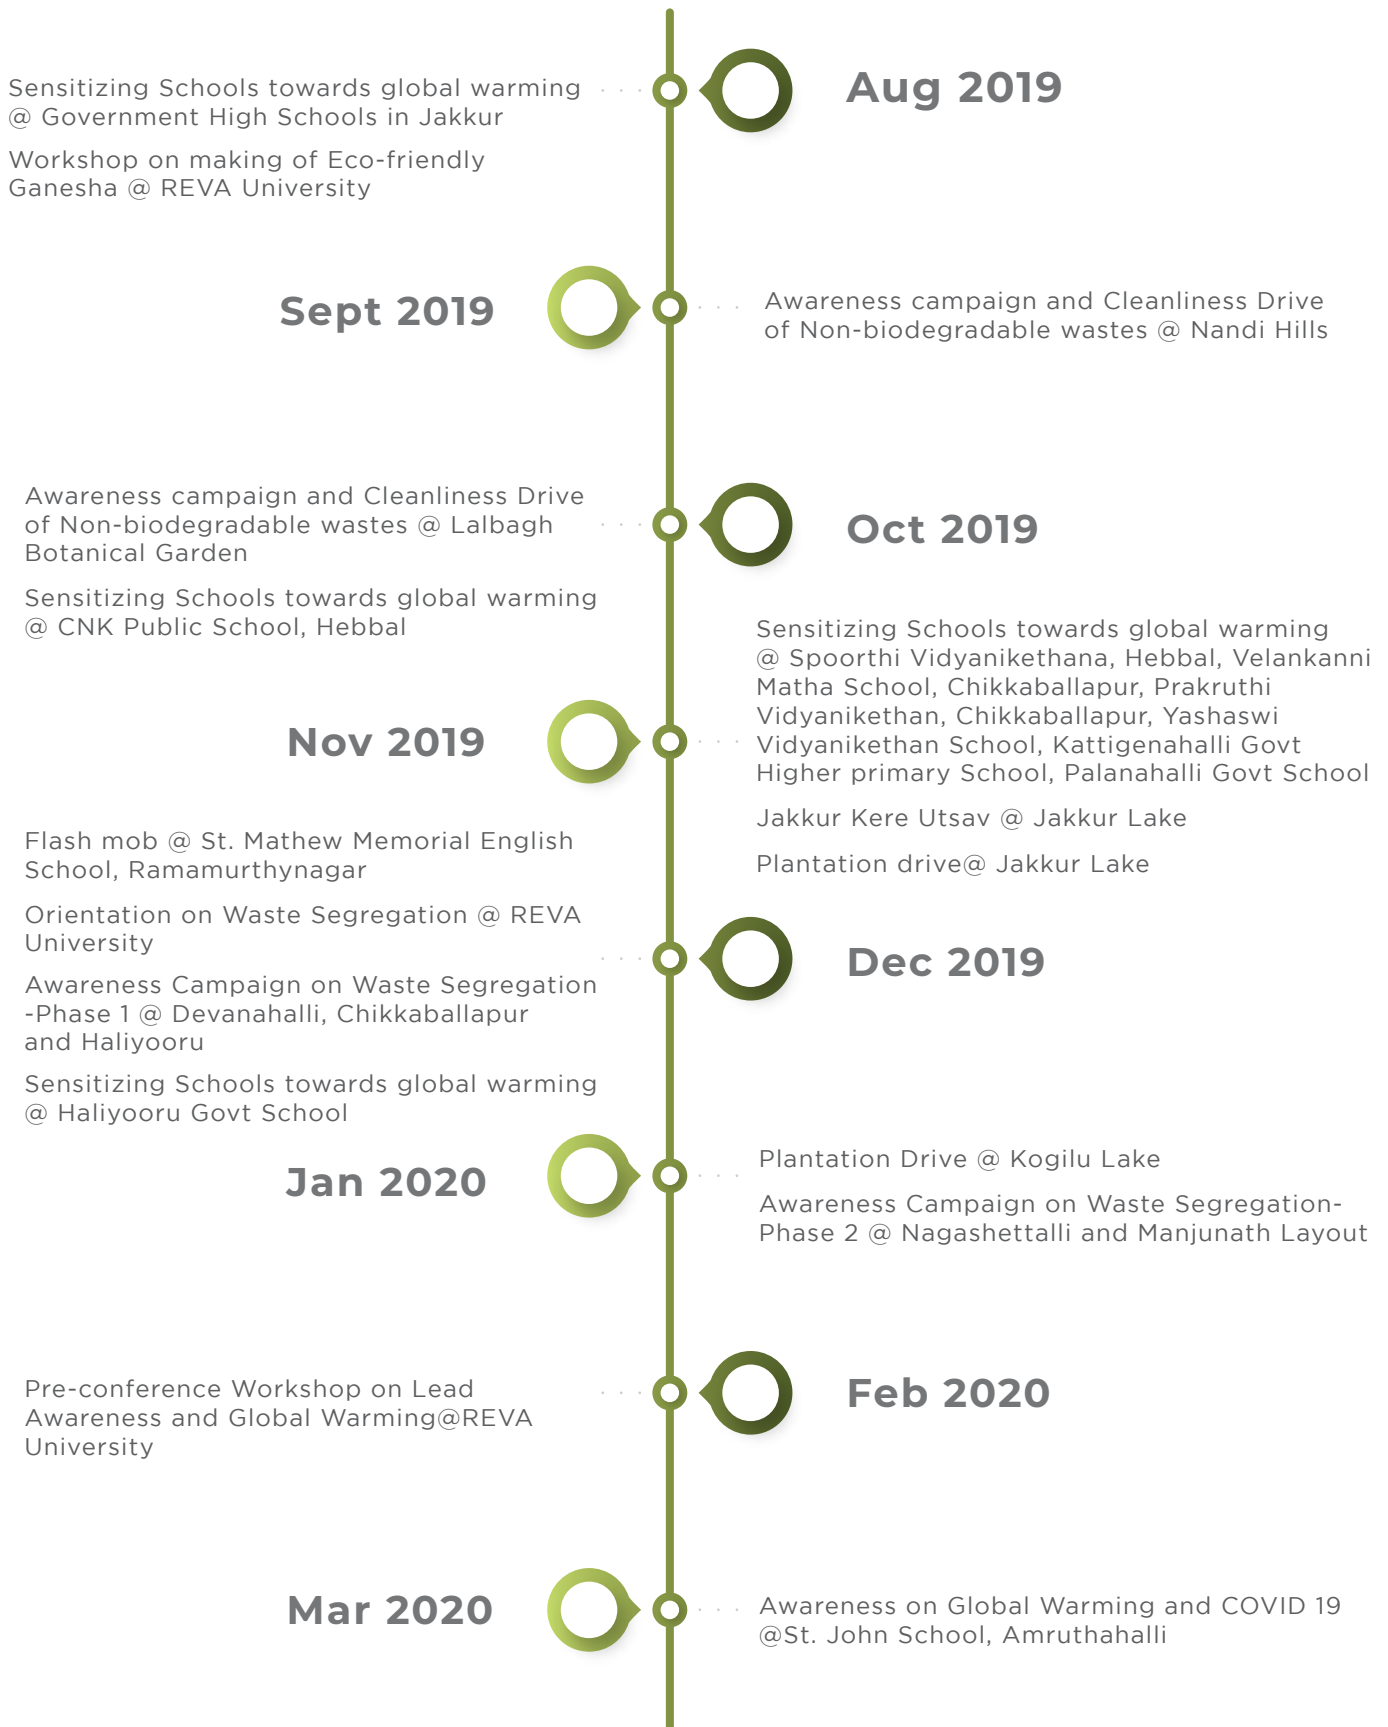 Aug 2019
Sensitizing Schools towards global warming
@ Government High Schools in Jakkur
Workshop on making of Eco-friendly
Ganesha @ REVA University
Sept 2019
Awareness campaign and Cleanliness Drive
of Non-biodegradable wastes @ Nandi Hills
Oct 2019
Awareness campaign and Cleanliness Drive
of Non-biodegradable wastes @ Lalbagh
Botanical Garden
Sensitizing Schools towards global warming
@ CNK Public School, Hebbal
Nov 2019
Sensitizing Schools towards global warming
@ Spoorthi Vidyanikethana, Hebbal, Velankanni
Matha School, Chikkaballapur, Prakruthi
Vidyanikethan, Chikkaballapur, Yashaswi
Vidyanikethan School, Kattigenahalli Govt
Higher primary School, Palanahalli Govt School
Jakkur Kere Utsav @ Jakkur Lake
Plantation drive@ Jakkur Lake
Dec 2019
Flash mob @ St. Mathew Memorial English
School, Ramamurthynagar
Orientation on Waste Segregation @ REVA
University
Awareness Campaign on Waste Segregation
-Phase 1 @ Devanahalli, Chikkaballapur
and Haliyooru
Sensitizing Schools towards global warming
@ Haliyooru Govt School
Jan 2020
Plantation Drive @ Kogilu Lake
Awareness Campaign on Waste Segregation-
Phase 2 @ Nagashettalli and Manjunath Layout
Feb 2020
Pre-conference Workshop on Lead
Awareness and Global Warming@REVA
University
Mar 2020
Awareness on Global Warming and COVID 19
@St. John School, Amruthahalli